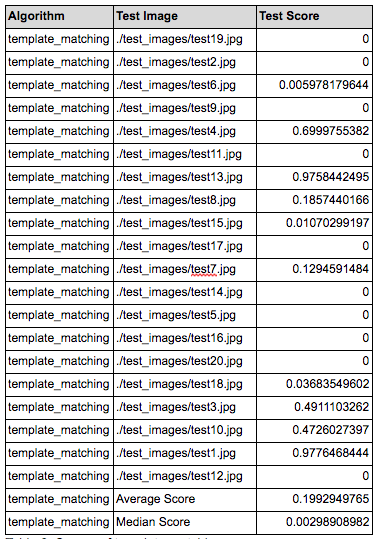 Algorithm Test Image Test Score
template_matching ./test_images/test19.jpg 0
template_matching ./test_images/test2.jpg 0
template_matching ./test_images/test6.jpg 0.005978179644
template_matching ./test_images/test9.jpg 0
template_matching ./test_images/test4.jpg 0.6999755382
template_matching ./test_images/test11.jpg 0
template_matching ./test_images/test13.jpg 0.9758442495
template_matching ./test_images/test8.jpg 0.1857440166
template_matching ./test_images/test15.jpg 0.01070299197
template_matching ./test_images/test17.jpg 0
template_matching ./test_images/test7.jpg 0.1294591484
template_matching ./test_images/test14.jpg 0
template_matching ./test_images/test5.jpg 0
template_matching ./test_images/test16.jpg 0
template_matching ./test_images/test20.jpg 0
template_matching ./test_images/test18.jpg 0.03683549602
template_matching ./test_images/test3.jpg 0.4911103262
template_matching ./test_images/test10.jpg 0.4726027397
template_matching ./test_images/test1.jpg 0.9776468444
template_matching ./test_images/test12.jpg 0
template_matching Average Score 0.1992949765
template_matching Median Score 0.00298908982